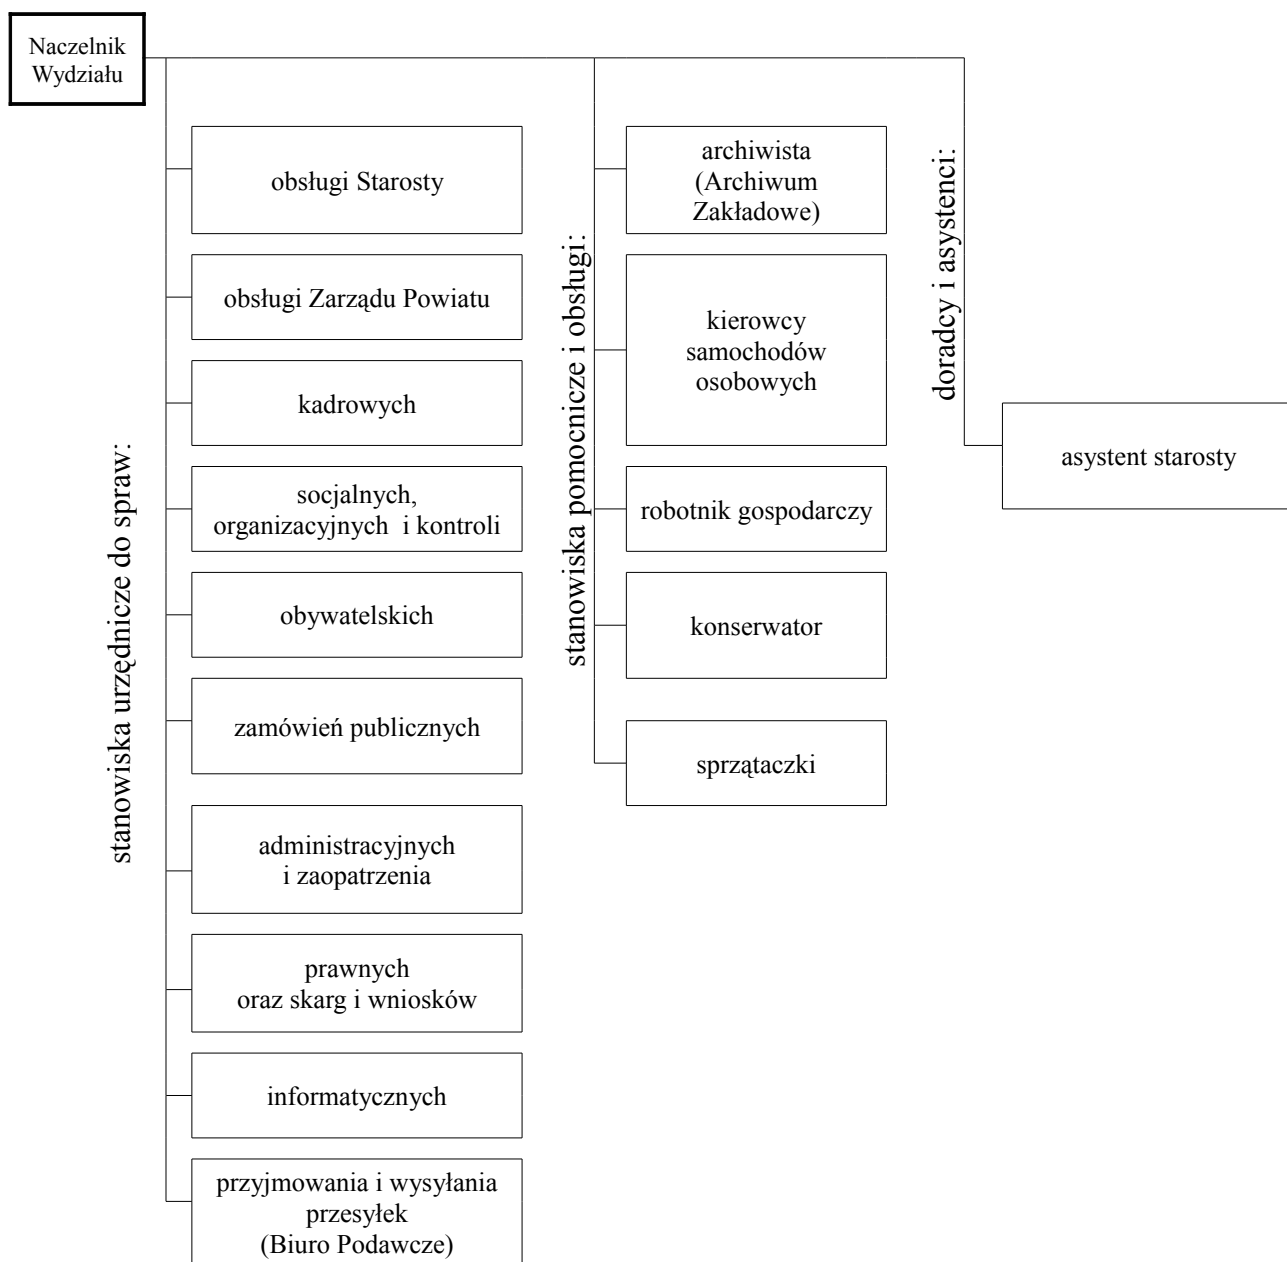 Naczelnik
Wydziału
stanowiska urzędnicze do spraw:
obsługi Starosty
obsługi Zarządu Powiatu
kadrowych
socjalnych,
organizacyjnych i kontroli
obywatelskich
zamówień publicznych
administracyjnych
i zaopatrzenia
prawnych
oraz skarg i wniosków
informatycznych
przyjmowania i wysyłania
przesyłek
(Biuro Podawcze)
stanowiska pomocnicze i obsługi:
archiwista
(Archiwum
Zakładowe)
kierowcy
samochodów
osobowych
robotnik gospodarczy
konserwator
sprzątaczki
doradcy i asystenci:
asystent starosty